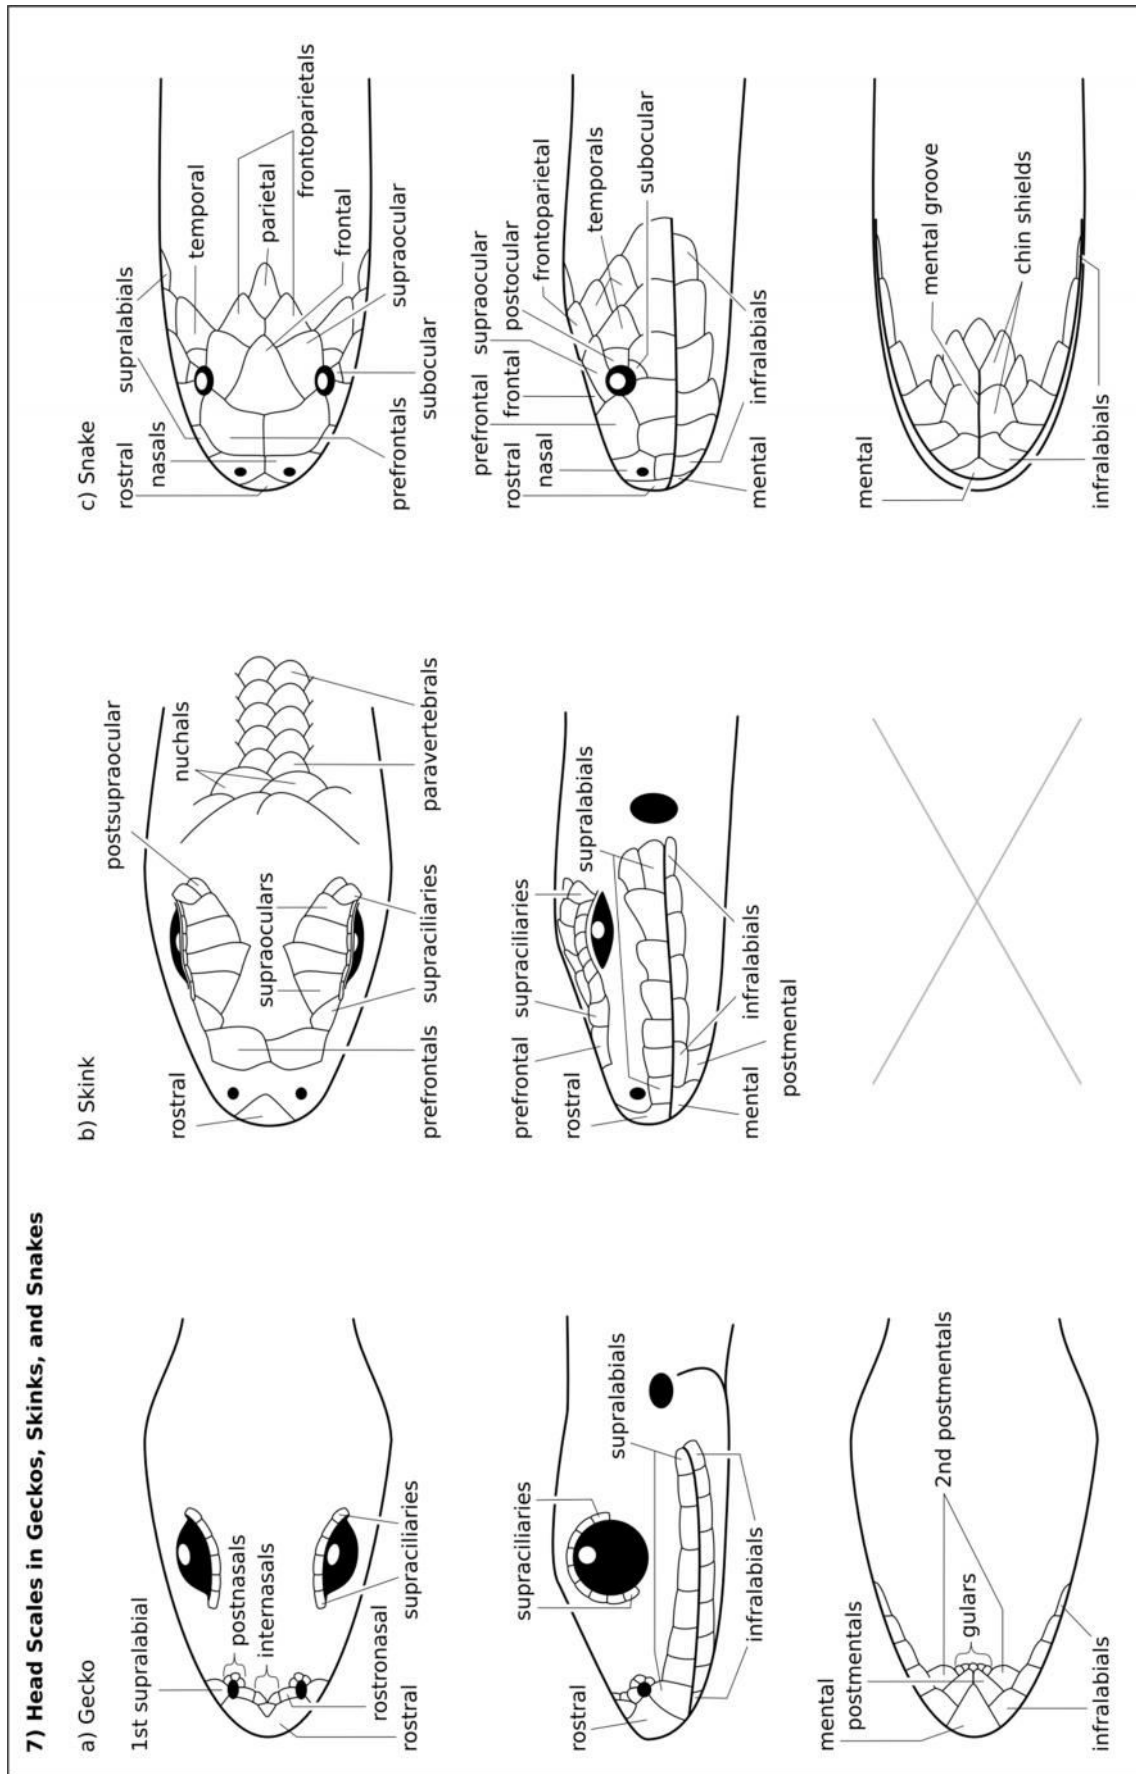 7) Head Scales in Geckos, Skinks, and Snakes
a) Gecko
1st supralabial
postnasals
internasals
supraciliaries
rostronasal
rostral
supraciliaries
supralabials
rostral
infralabials
mental
postmentals
gulars
2nd postmentals
infralabials
b) Skink
postsupraocular
nuchals
rostral
supraoculars
prefrontals
supraciliaries
paravertebrals
prefrontal
supraciliaries
supralabials
rostral
mental
infralabials
postmental
c) Snake
supralabials
rostral
nasals
temporal
parietal
frontoparietals
frontal
prefrontals
subocular
supraocular
prefrontal
frontal
supraocular
postocular
frontoparietal
rostral
nasal
temporals
subocular
mental
infralabials
mental
mental groove
chin shields
infralabials